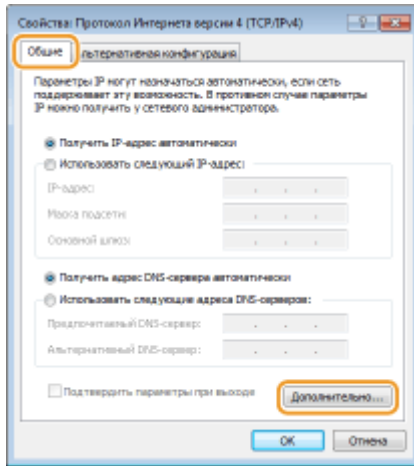 Свойства: Протокол Интернета версии 4 (TCP/IPv4)
Общие
льтернативная конфигурация
Параметры IP могут назначаться автоматически, если сеть
поддерживает эту возможность. В противном случае параметры
IP можно получить у сетевого администратора.
Получить IP-адрес автоматически
Использовать следующий IP-адрес:
IP-адрес:
Маска подсети:
Основной шлюз:
Получить адрес DNS-сервера автоматически
Использовать следующие адреса DNS-серверов:
Предпочитаемый DNS-сервер:
Альтернативный DNS-сервер:
Подтвердить параметры при выходе
Дополнительно...
ОК
Отмена